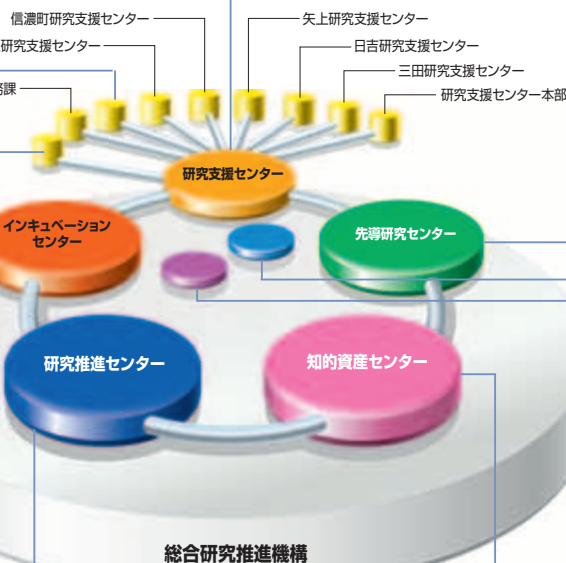 信濃町研究支援センター
矢上研究支援センター
研究支援センター
日吉研究支援センター
三田研究支援センター
課
研究支援センター本部
研究支援センター
インキュベーション
センター
先導研究センター
研究推進センター
知的資産センター
総合研究推進機構